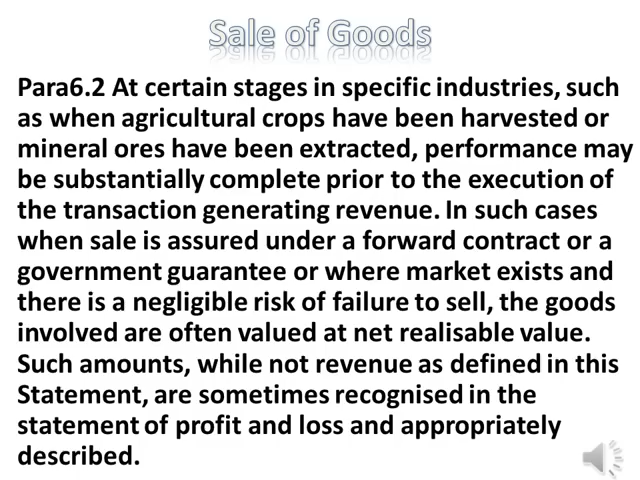 Sale of Goods
Para6.2 At certain stages in specific industries, such
as when agricultural crops have been harvested or
mineral ores have been extracted, performance may
be substantially complete prior to the execution of
the transaction generating revenue. In such cases
when sale is assured under a forward contract or a
government guarantee or where market exists and
there is a negligible risk of failure to sell, the goods
involved are often valued at net realisable value.
Such amounts, while not revenue as defined in this
Statement, are sometimes recognised in the
statement of profit and loss and appropriately
described.